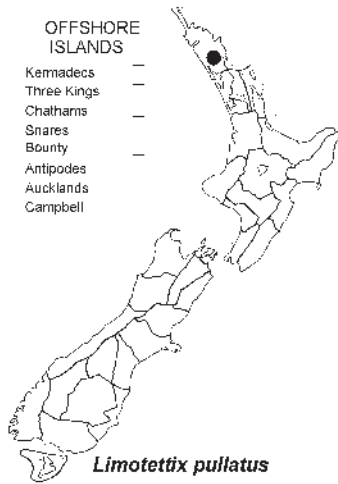 OFFSHORE
ISLANDS
Kermadecs
Three Kings
Chathams
Snares
Bounty
Antipodes
Aucklands
Campbell
Limotettix pullatus